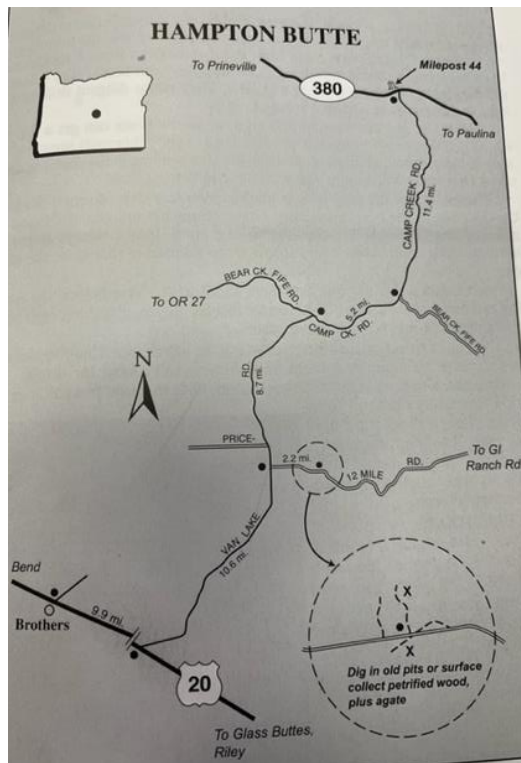 HAMPTON BUTTE
To Prineville
Milepost 44
380
To Paulina
CAMP CREEK RD.
11.4 mi.
BEAR CK. FIFE RD.
To OR 27
5.2 mi.
CAMP CK. RD.
BEAR CK. FIFE RD.
N
RD.
8.7 mi.
PRICE-
2.2 mi.
12 MILE
RD.
To GI
Ranch Rd
VAN LAKE
10.6 mi.
Bend
9.9 mi.
Brothers
20
Dig in old pits or surface
collect petrified wood,
plus agate
X
X
To Glass Buttes,
Riley